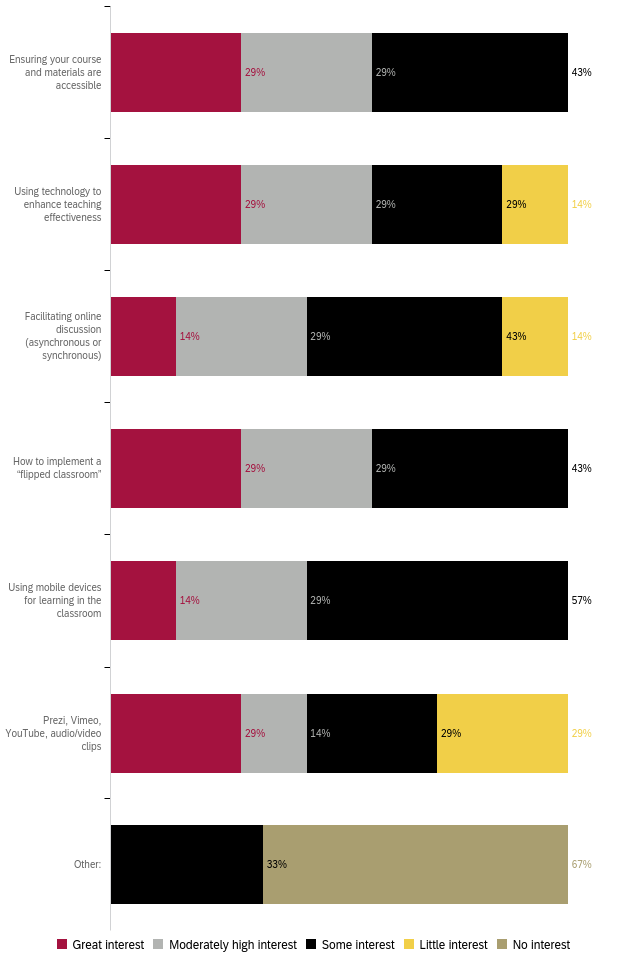 Ensuring your course
and materials are
accessible
29%
29%
43%
Using technology to
enhance teaching
effectiveness
29%
29%
29%
14%
Facilitating online
discussion
(asynchronous or
synchronous)
14%
29%
43%
14%
How to implement a
“flipped classroom”
29%
29%
43%
Using mobile devices
for learning in the
classroom
14%
29%
57%
Prezi, Vimeo,
YouTube, audio/video
clips
29%
14%
29%
29%
Other:
33%
67%
Great interest Moderately high interest Some interest Little interest No interest